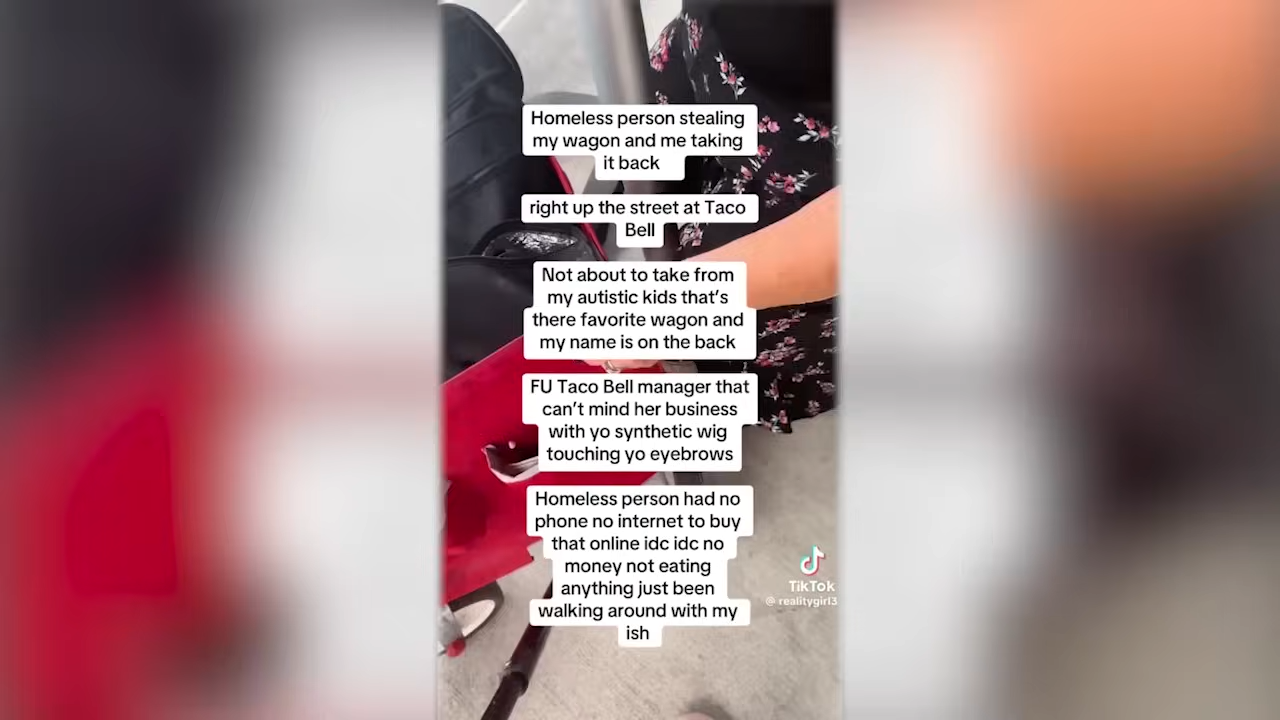 Homeless person stealing
my wagon and me taking
it back
right up the street at Taco
Bell
Not about to take from
my autistic kids that's
there favorite wagon and
my name is on the back
FU Taco Bell manager that
can't mind her business
with yo synthetic wig
touching yo eyebrows
Homeless person had no
phone no internet to buy
that online idc idc no
money not eating
anything just been
walking around with my
ish
TikTok
@ realitygirl3